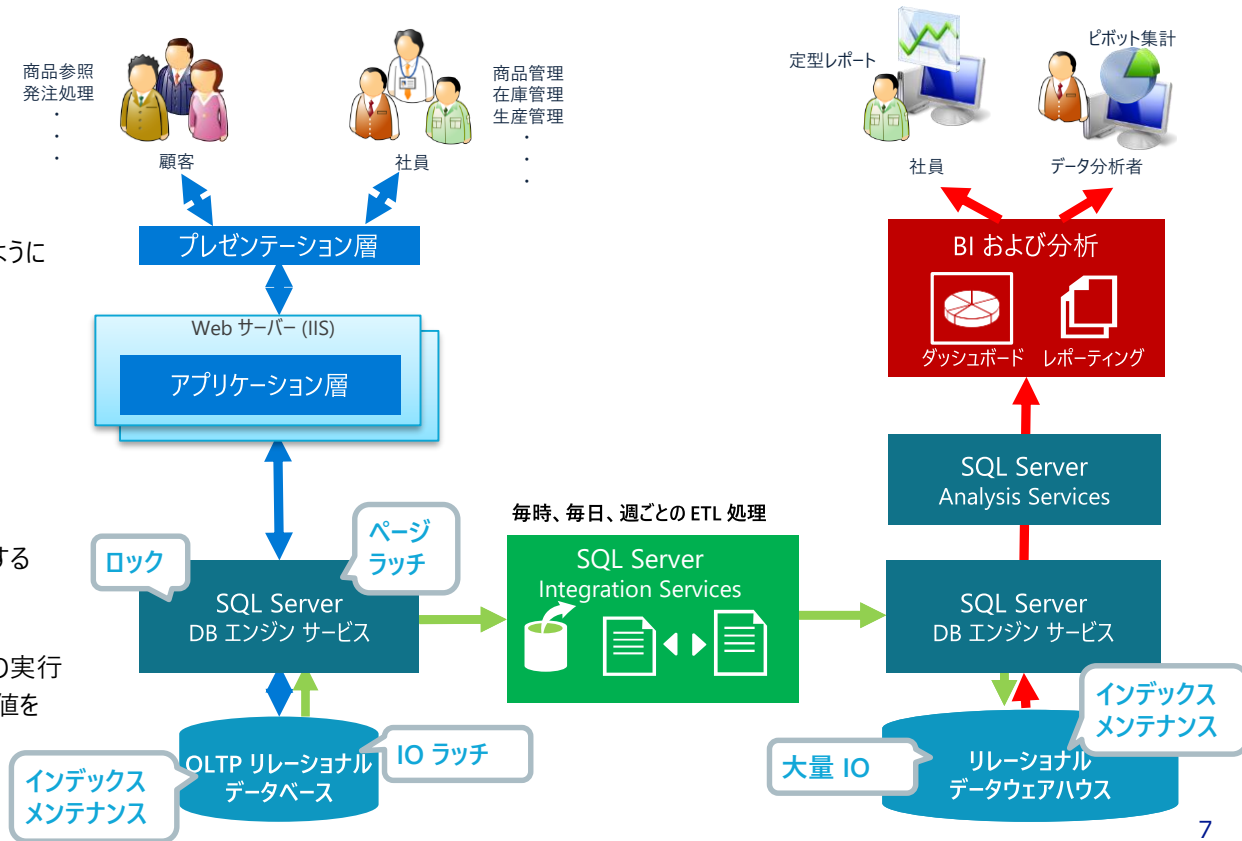 商品参照
発注処理
・
・
・
顧客
社員
商品管理
在庫管理
生産管理
・
・
・
定型レポート
ピボット集計
社員
データ分析者
ように
プレゼンテーション層
Web サーバー (IIS)
アプリケーション層
BI および分析
ダッシュボード
レポーティング
SQL Server
Analysis Services
する
ロック
ページ
ラッチ
SQL Server
DB エンジン サービス
毎時、毎日、週ごとの ETL 処理
SQL Server
Integration Services
SQL Server
DB エンジン サービス
実行
値を
インデックス
メンテナンス
OLTP リレーショナル
データベース
IO ラッチ
大量 IO
リレーショナル
データウェアハウス
インデックス
メンテナンス
7